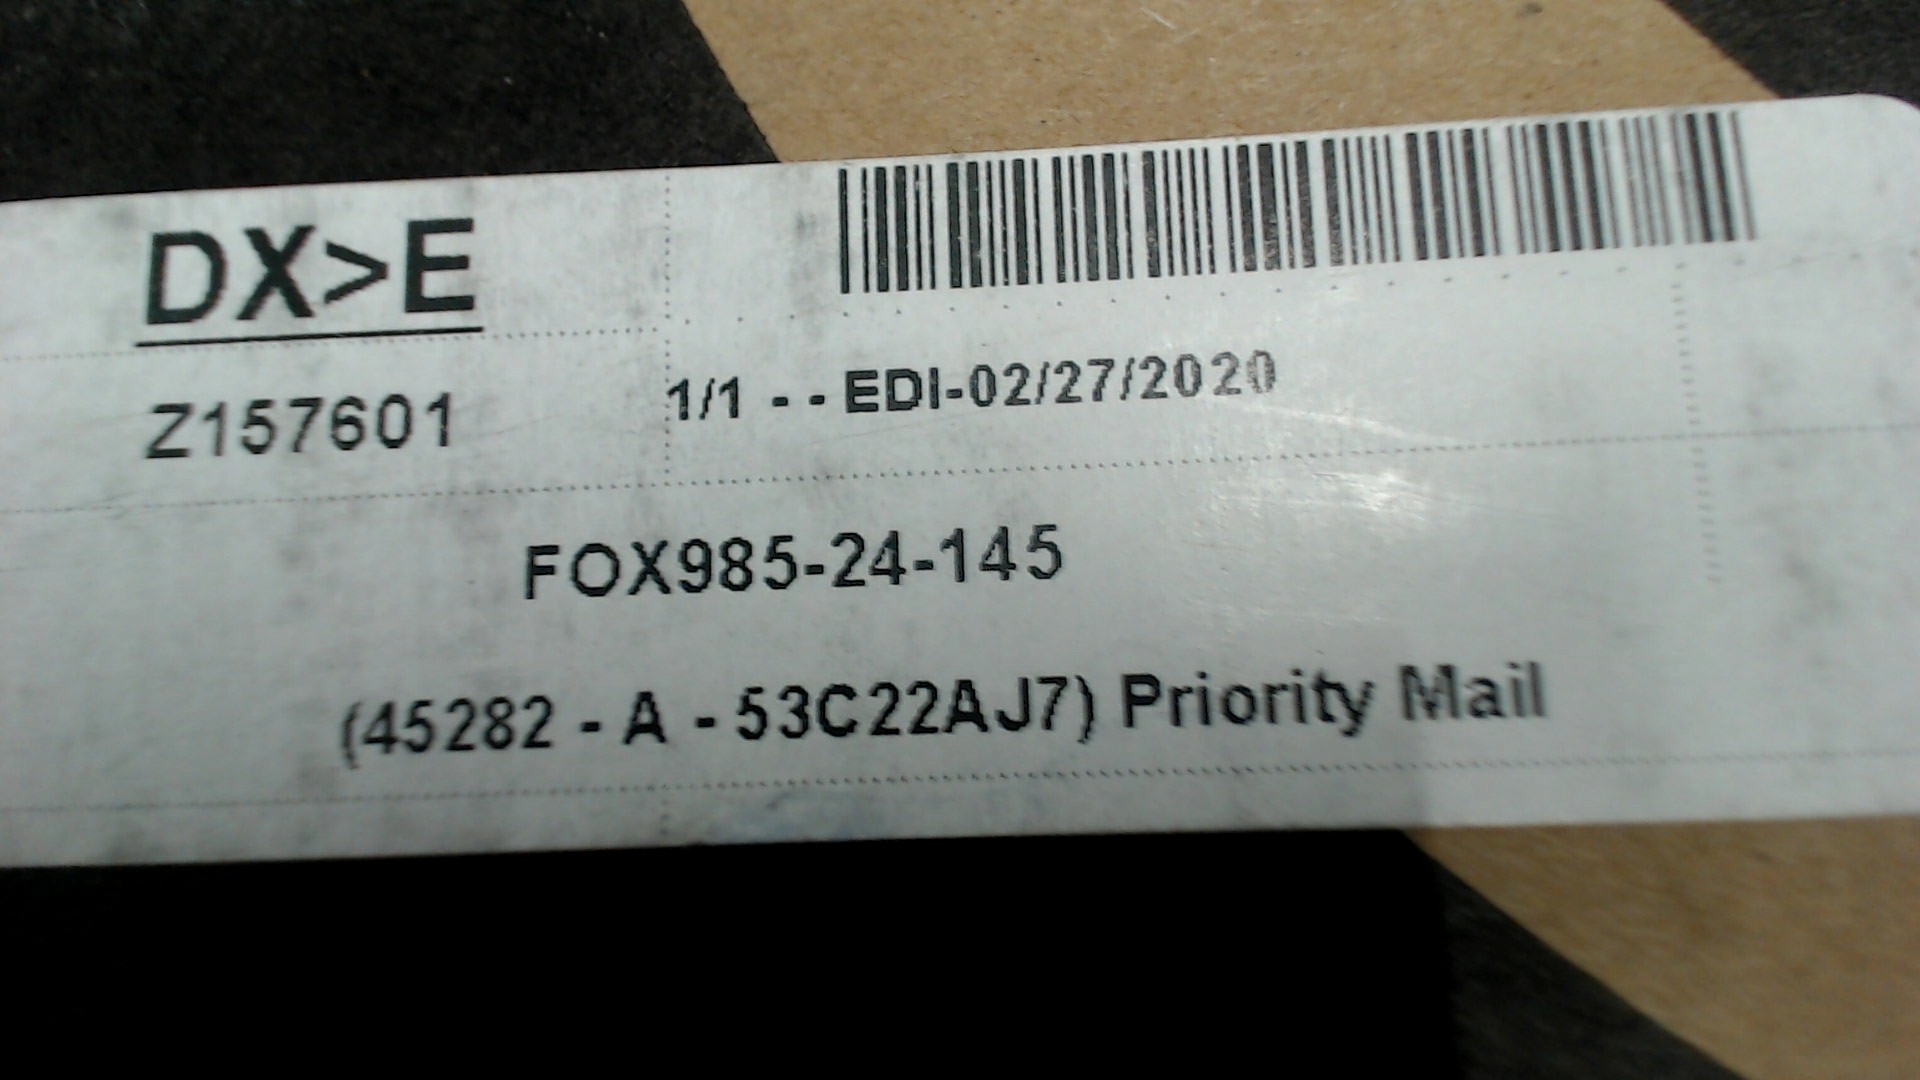 DX>E
Z157601
1/1 - - EDI-02/27/2020
FOX985-24-145
(45282 - A - 53C22AJ7) Priority Mail